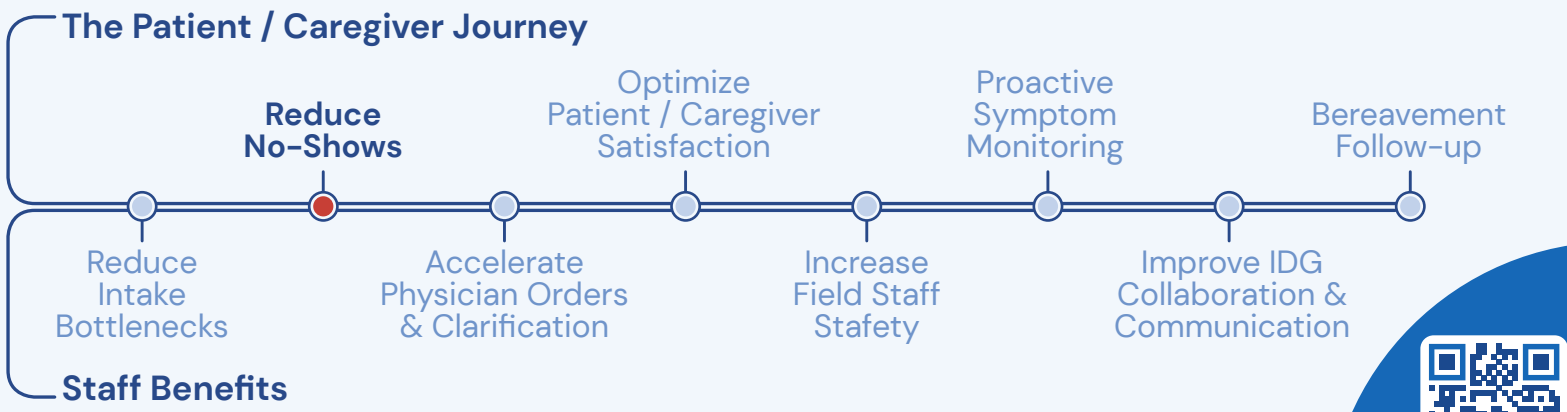 The Patient / Caregiver Journey
Reduce
No-Shows
Optimize
Patient / Caregiver
Satisfaction
Proactive
Symptom
Monitoring
Bereavement
Follow-up
Reduce
Intake
Bottlenecks
Accelerate
Physician Orders
& Clarification
Increase
Field Staff
Stafety
Improve IDG
Collaboration &
Communication
Staff Benefits